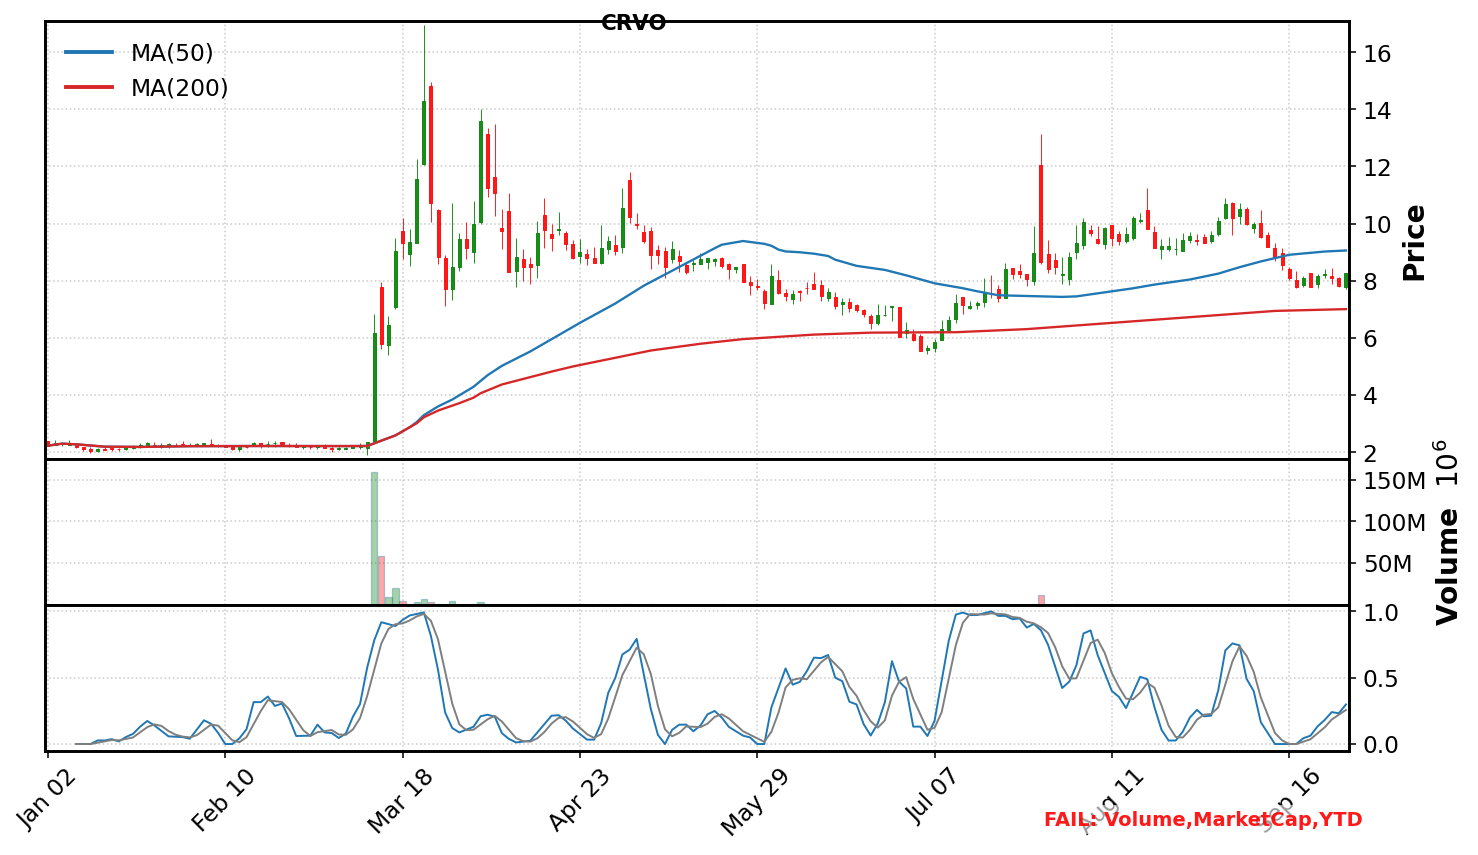 CRVO
MA(50)
MA(200)
16
14
12
10
8
6
4
2
Price
150M
100M
50M
Volume 10^6
1.0
0.5
0.0
Jan 02
Feb 10
Mar 18
Apr 23
May 29
Jul 07
Aug 11
Sep 16
FAIL: Volume,MarketCap,YTD